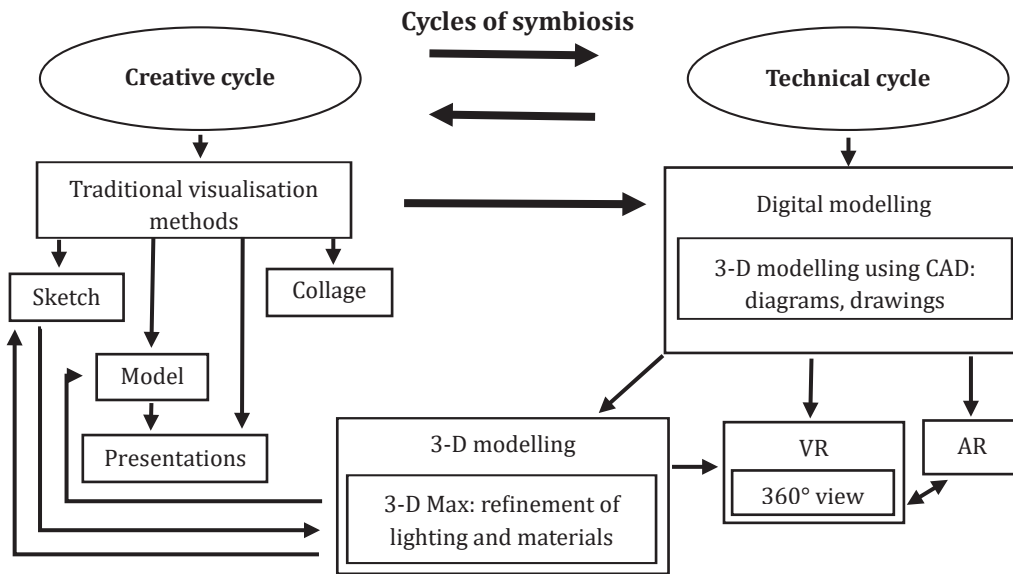 Cycles of symbiosis
Creative cycle
Technical cycle
Traditional visualisation
methods
Digital modelling
3-D modelling using CAD:
diagrams, drawings
Sketch
Collage
Model
Presentations
3-D modelling
3-D Max: refinement of
lighting and materials
VR
360° view
AR